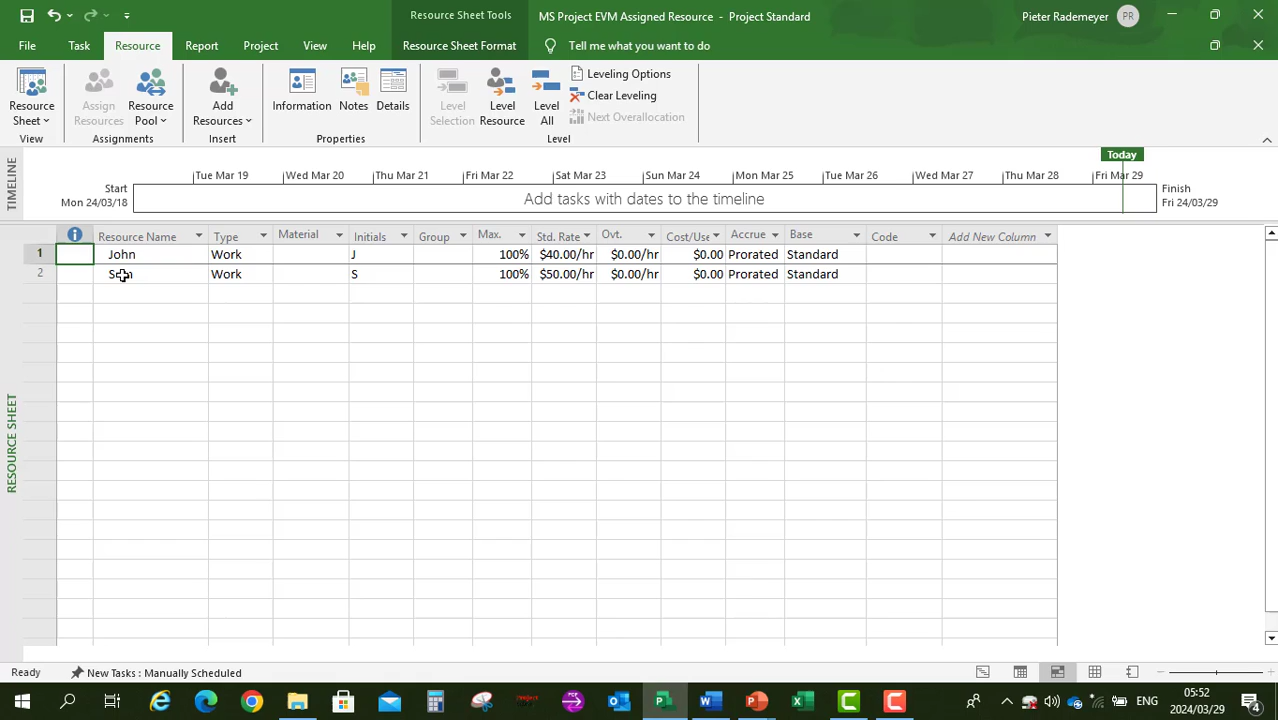 Resource Sheet Tools
MS Project EVM Assigned Resource - Project Standard
Pieter Rademeyer
PR
File Task Resource Report Project View Help Resource Sheet Format Tell me what you want to do
Resource Sheet
Assign Resources
Resource Pool
Add Resources
Information
Notes
Details
Level Selection
Level Resource
Level All
Leveling Options
Clear Leveling
Next Overallocation
View Assignments Insert Properties Level
TIMELINE
Today
Tue Mar 19 Wed Mar 20 Thu Mar 21 Fri Mar 22 Sat Mar 23 Sun Mar 24 Mon Mar 25 Tue Mar 26 Wed Mar 27 Thu Mar 28 Fri Mar 29
Start
Mon 24/03/18
Add tasks with dates to the timeline
Finish
Fri 24/03/29
RESOURCE SHEET
Resource Name Type Material Initials Group Max. Std. Rate Ovt. Cost/Use Accrue Base Code Add New Column
1 John Work J 100% $40.00/hr $0.00/hr $0.00 Prorated Standard
2 Work S 100% $50.00/hr $0.00/hr $0.00 Prorated Standard
Ready New Tasks : Manually Scheduled
ENG
05:52
2024/03/29
4